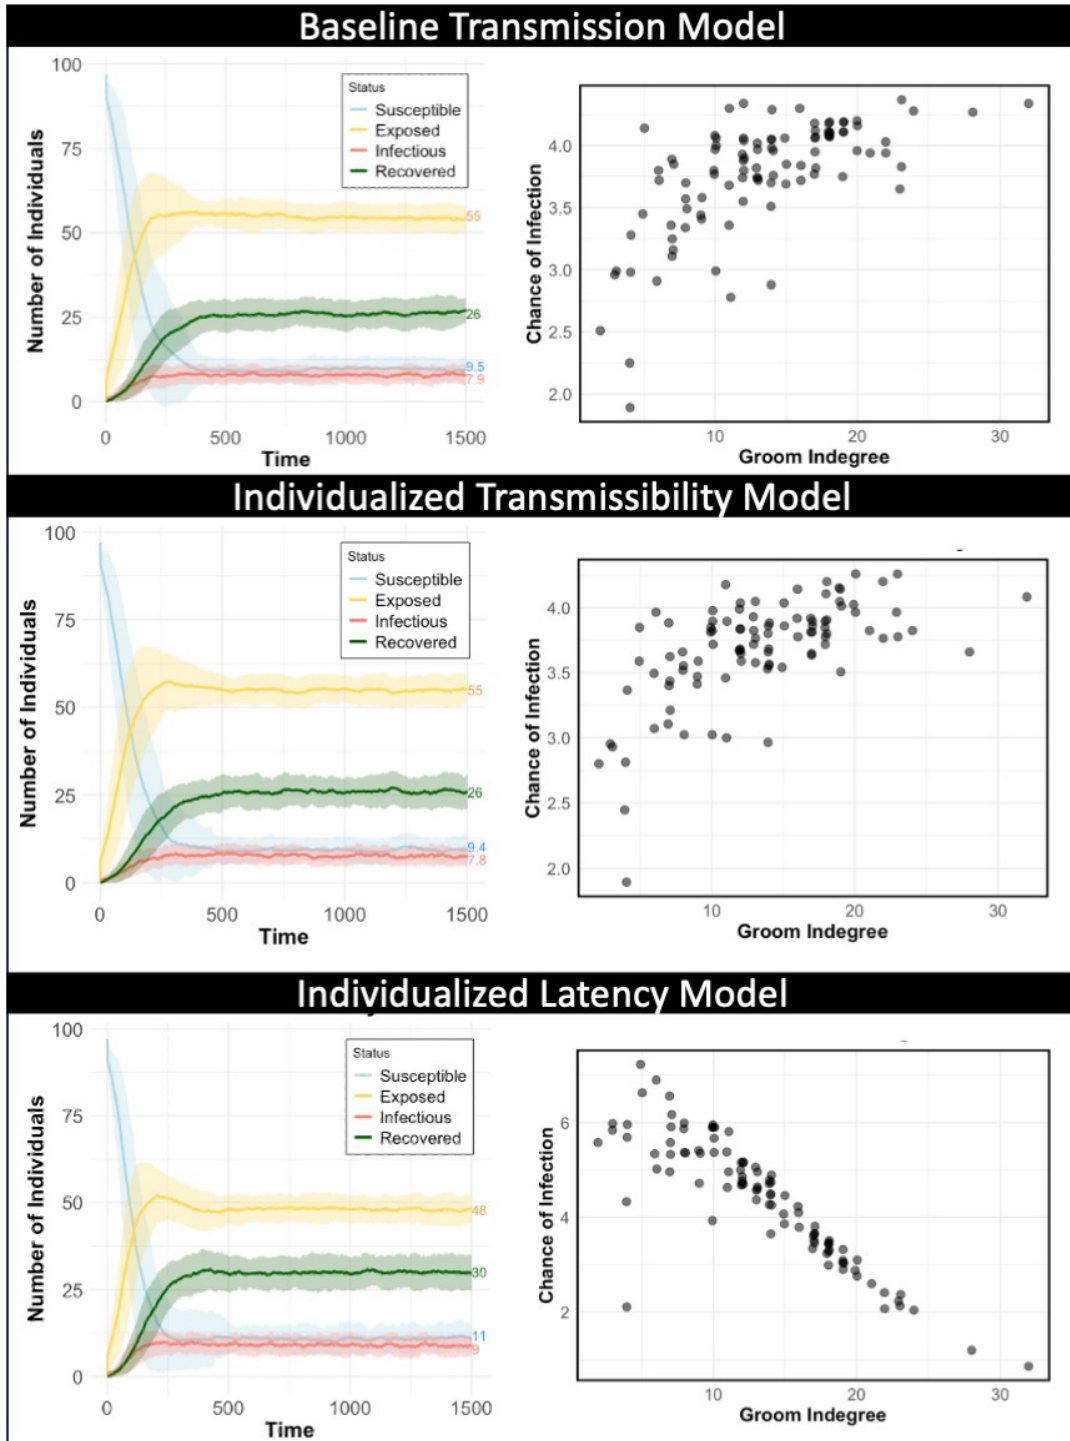 Baseline Transmission Model
Number of Individuals
100
75
50
25
0
Status
Susceptible
Exposed
Infectious
Recovered
55
26
9.5
7.9
0
500
1000
1500
Time
Chance of Infection
4.0
3.5
3.0
2.5
2.0
10
20
30
Groom Indegree
Individualized Transmissibility Model
Number of Individuals
100
75
50
25
0
Status
Susceptible
Exposed
Infectious
Recovered
55
26
9.4
7.8
0
500
1000
1500
Time
Chance of Infection
4.0
3.5
3.0
2.5
2.0
10
20
30
Groom Indegree
Individualized Latency Model
Number of Individuals
100
75
50
25
0
Status
Susceptible
Exposed
Infectious
Recovered
48
30
11
9
0
500
1000
1500
Time
Chance of Infection
6
4
2
10
20
30
Groom Indegree